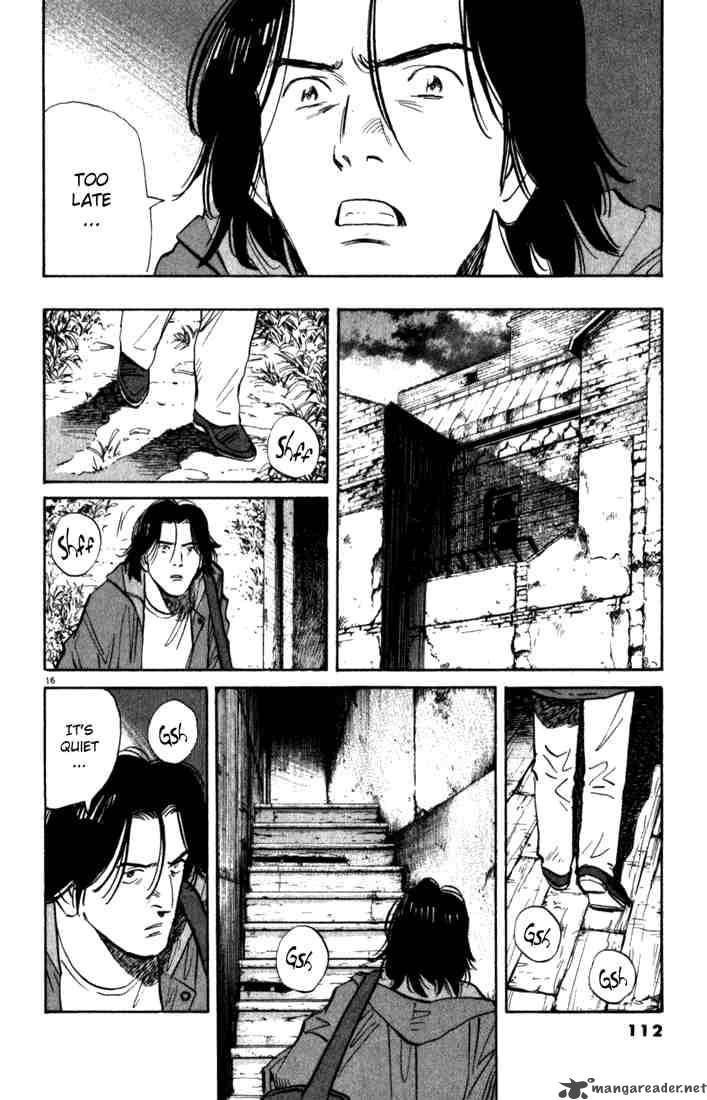 TOO
LATE
...
Shff
Shff
16
IT'S
QUIET
...
Gsh
Gsh
Gsh
Gsh
112
mangareader.net